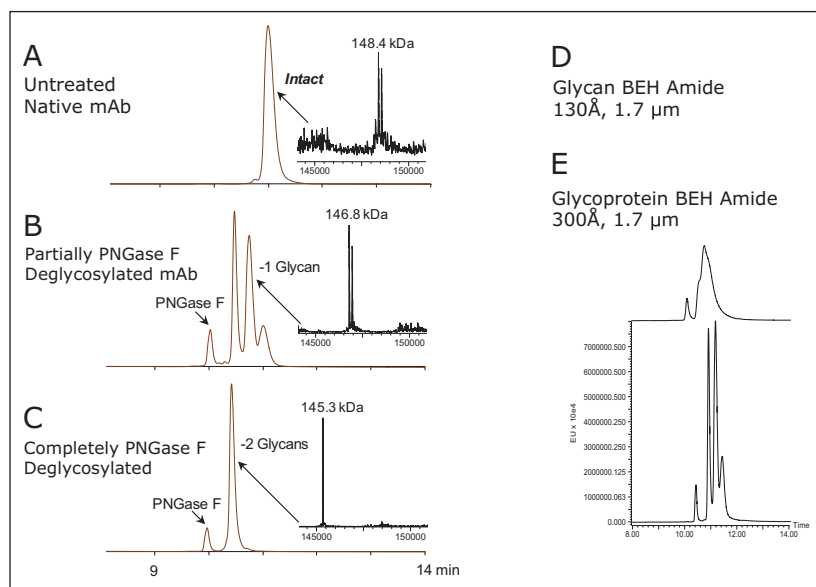 A
Untreated
Native mAb
Intact
148.4 kDa
145000
150000
B
Partially PNGase F
Deglycosylated mAb
PNGase F
-1 Glycan
146.8 kDa
145000
150000
C
Completely PNGase F
Deglycosylated
PNGase F
-2 Glycans
145.3 kDa
145000
150000
9
14 min
D
Glycan BEH Amide
130Å, 1.7 µm
E
Glycoprotein BEH Amide
300Å, 1.7 µm
EU x 10e4
7000000.500
6000000.500
5000000.250
4000000.250
3000000.250
2000000.125
1000000.063
0.000
8.00
10.00
12.00
14.00
Time